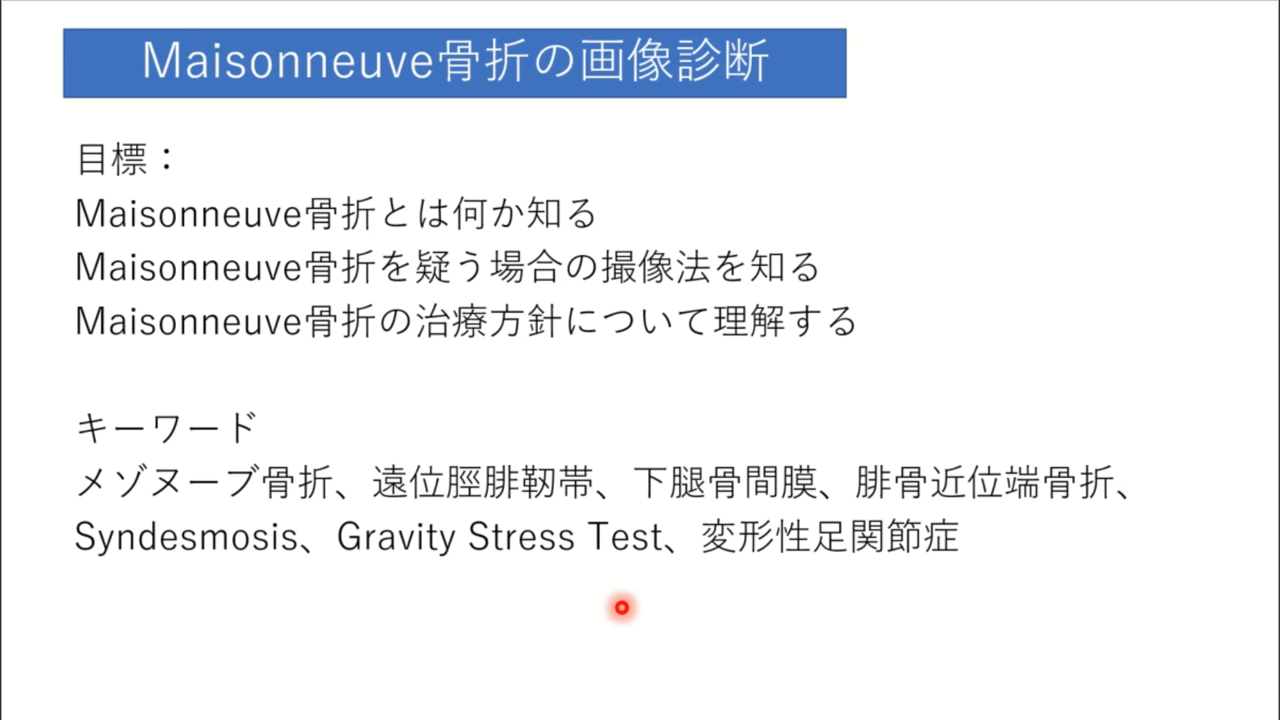 Maisonneuve骨折の画像診断
目標：
Maisonneuve骨折とは何か知る
Maisonneuve骨折を疑う場合の撮像法を知る
Maisonneuve骨折の治療方針について理解する
キーワード
メゾヌーブ骨折、遠位脛腓靭帯、下腿骨間膜、腓骨近位端骨折、
Syndesmosis、Gravity Stress Test、変形性足関節症